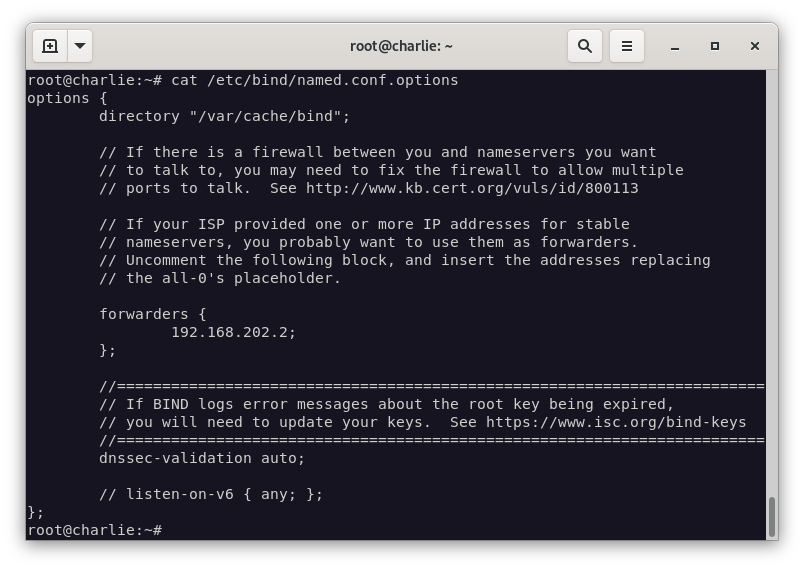 root@charlie: ~
root@charlie:~# cat /etc/bind/named.conf.options
options {
        directory "/var/cache/bind";

        // If there is a firewall between you and nameservers you want
        // to talk to, you may need to fix the firewall to allow multiple
        // ports to talk.  See http://www.kb.cert.org/vuls/id/800113

        // If your ISP provided one or more IP addresses for stable
        // nameservers, you probably want to use them as forwarders.
        // Uncomment the following block, and insert the addresses replacing
        // the all-0's placeholder.

        forwarders {
                192.168.202.2;
        };

        //========================================================================
        // If BIND logs error messages about the root key being expired,
        // you will need to update your keys.  See https://www.isc.org/bind-keys
        //========================================================================
        dnssec-validation auto;

        // listen-on-v6 { any; };
};
root@charlie:~#